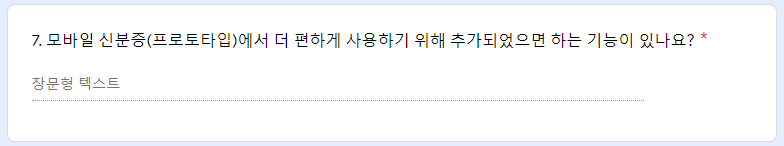 7. 모바일 신분증(프로토타입)에서 더 편하게 사용하기 위해 추가되었으면 하는 기능이 있나요? *
장문형 텍스트